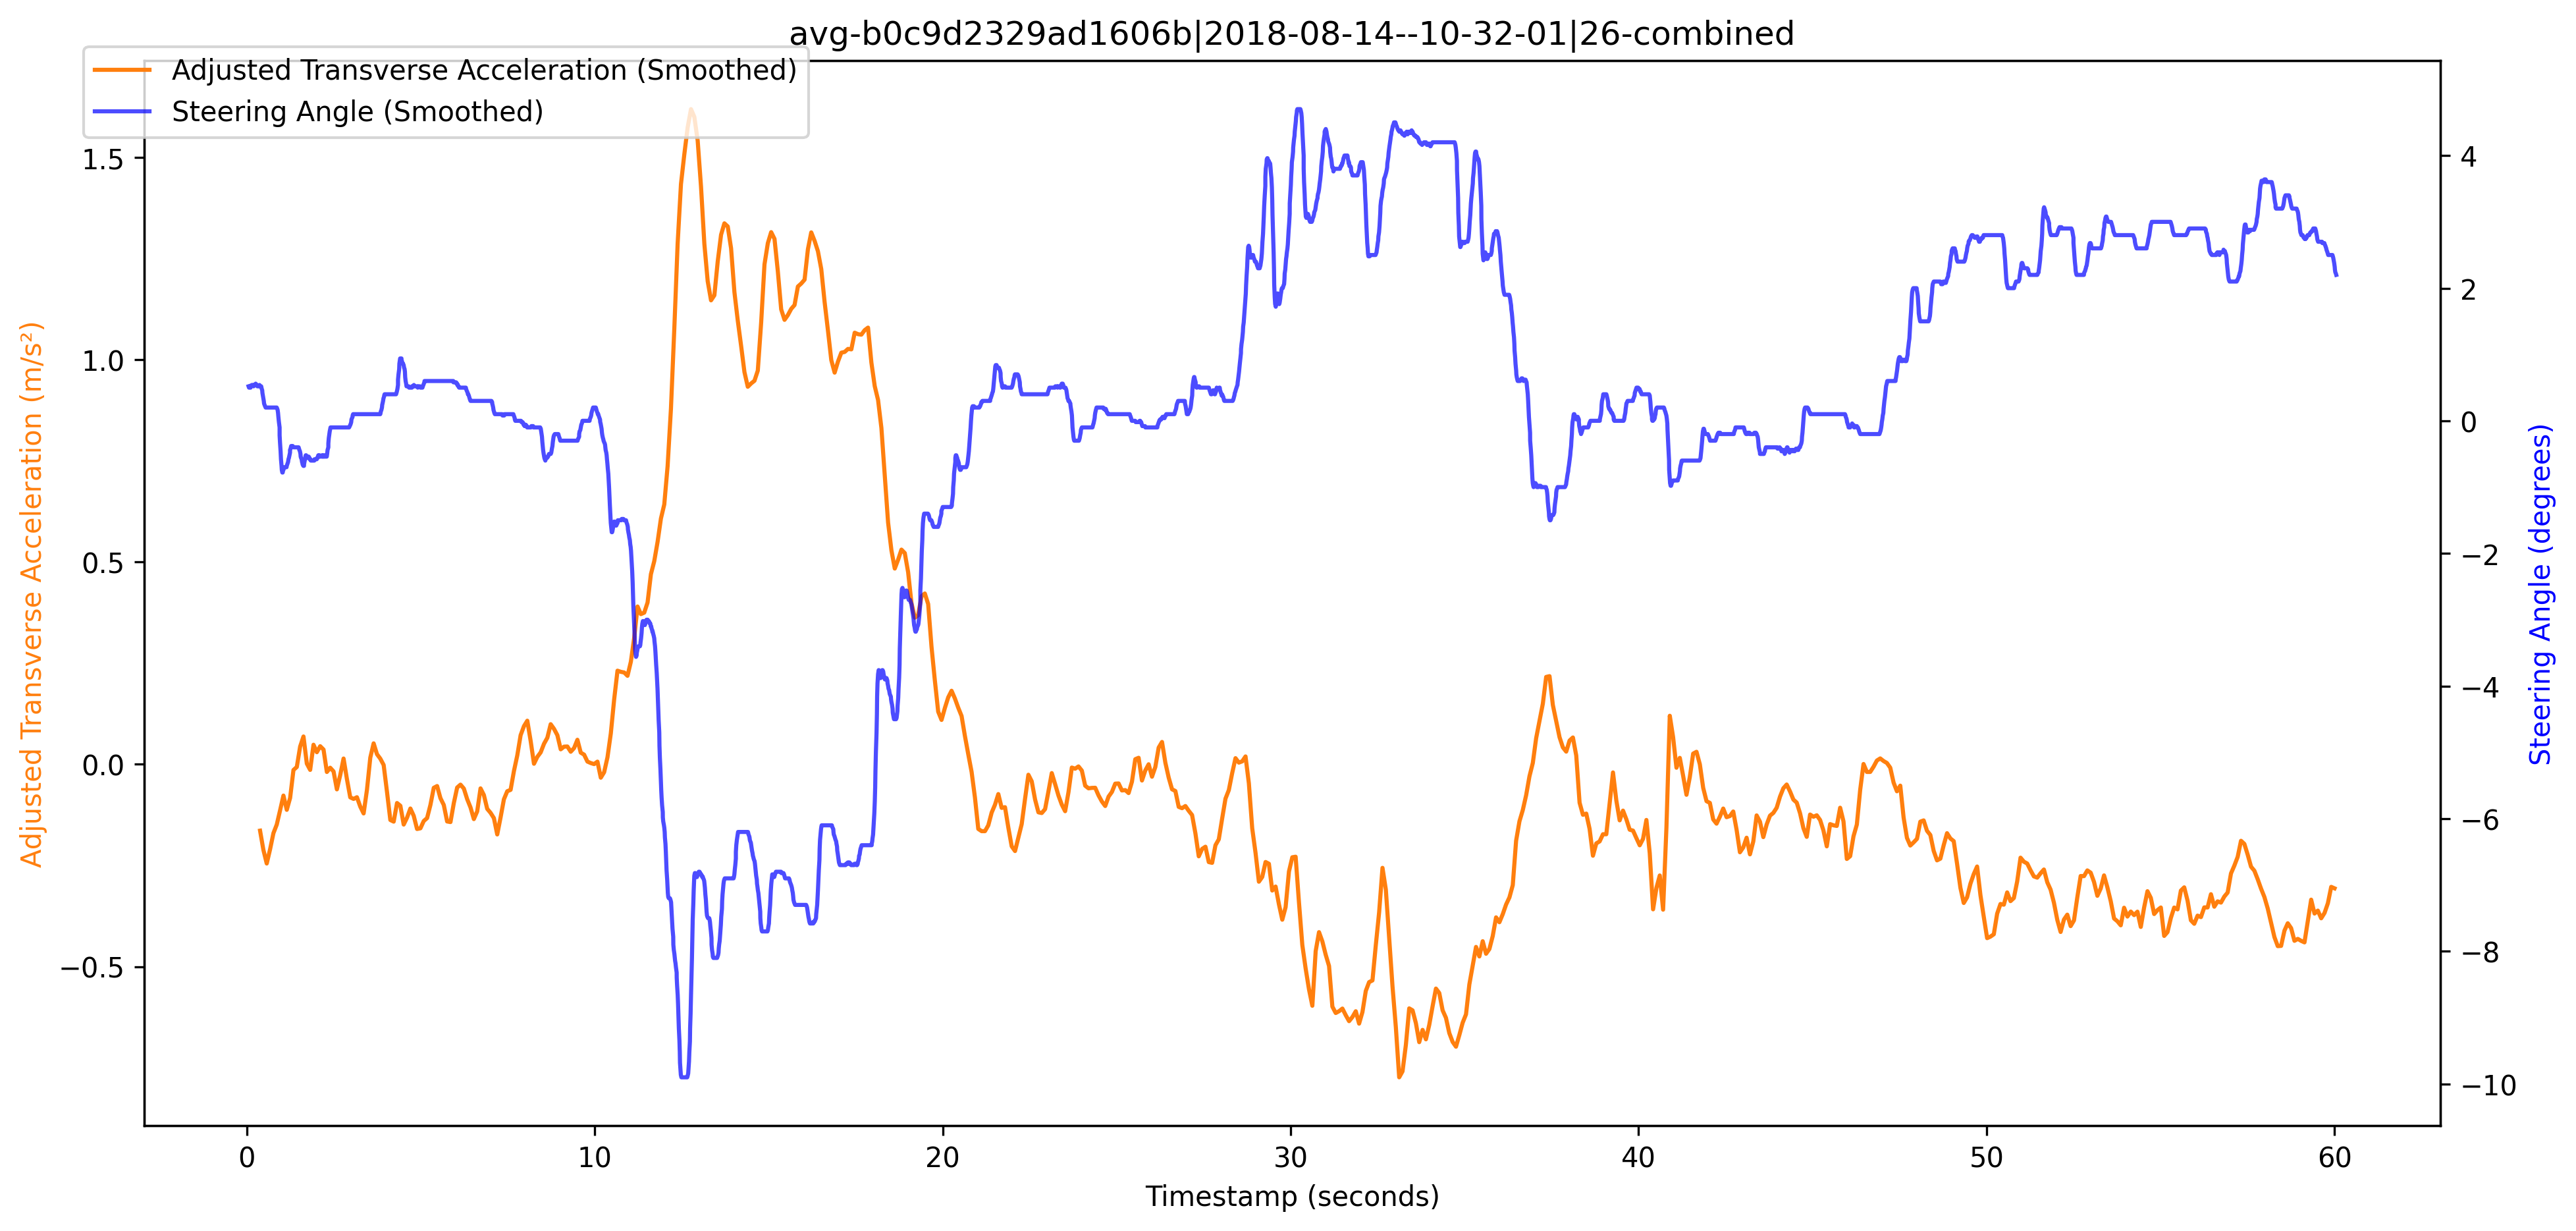 avg-b0c9d2329ad1606b|2018-08-14--10-32-01|26-combined
Adjusted Transverse Acceleration (Smoothed)
Steering Angle (Smoothed)
Adjusted Transverse Acceleration (m/s²)
1.5
1.0
0.5
0.0
−0.5
4
2
0
−2
−4
−6
−8
−10
Steering Angle (degrees)
0 10 20 30 40 50 60
Timestamp (seconds)